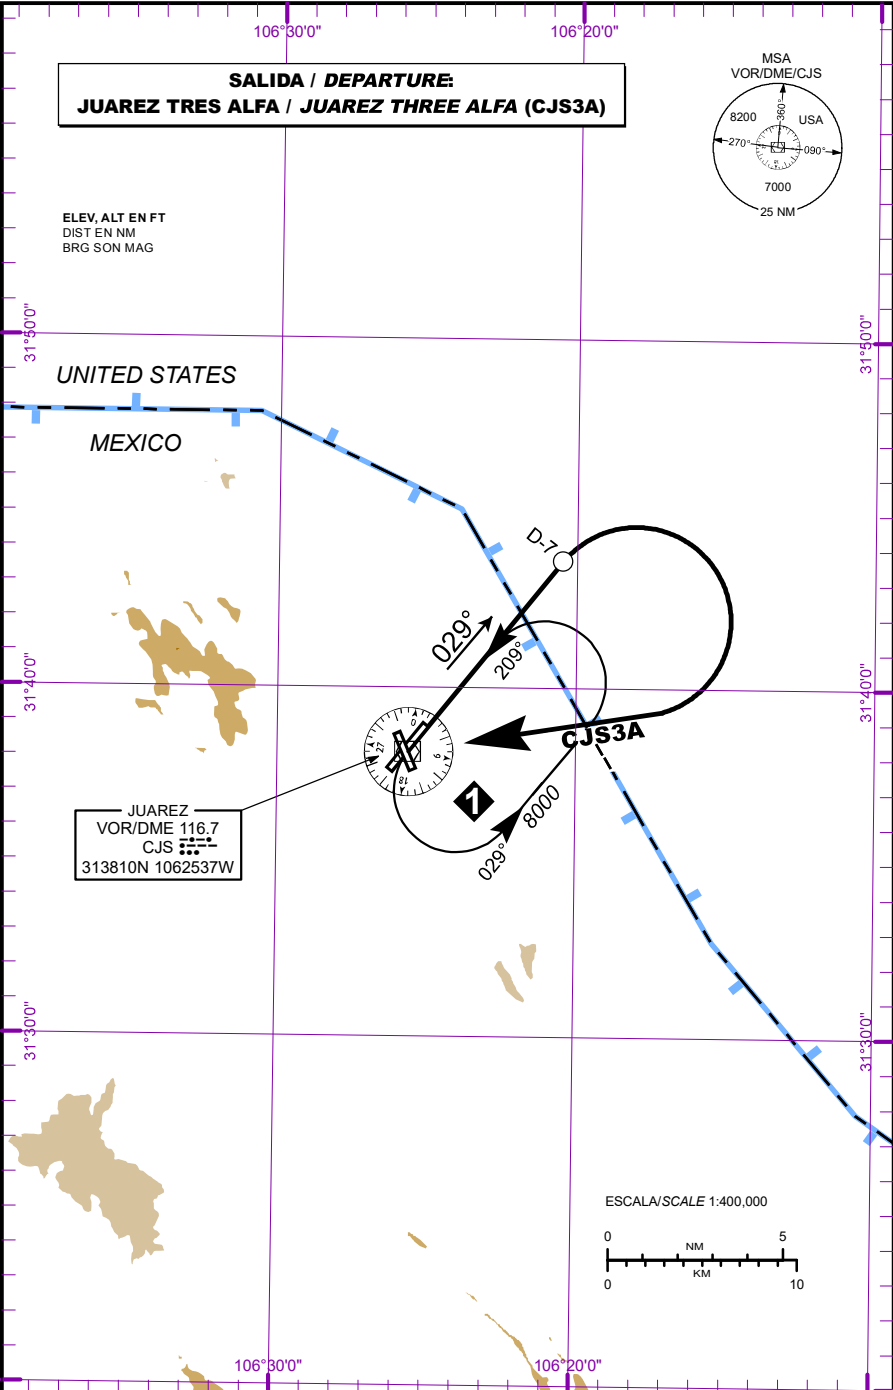 106°30'0"
106°20'0"
SALIDA / DEPARTURE:
JUAREZ TRES ALFA / JUAREZ THREE ALFA (CJS3A)
MSA
VOR/DME/CJS
360°
8200
USA
270°
090°
7000
25 NM
ELEV, ALT EN FT
DIST EN NM
BRG SON MAG
31°50'0"
31°50'0"
UNITED STATES
MEXICO
D-7
029°
209°
31°40'0"
31°40'0"
CJS3A
0
27
9
18
1
8000
029°
JUAREZ
VOR/DME 116.7
CJS
313810N 1062537W
31°30'0"
31°30'0"
ESCALA/SCALE 1:400,000
0
5
NM
KM
0
10
106°30'0"
106°20'0"